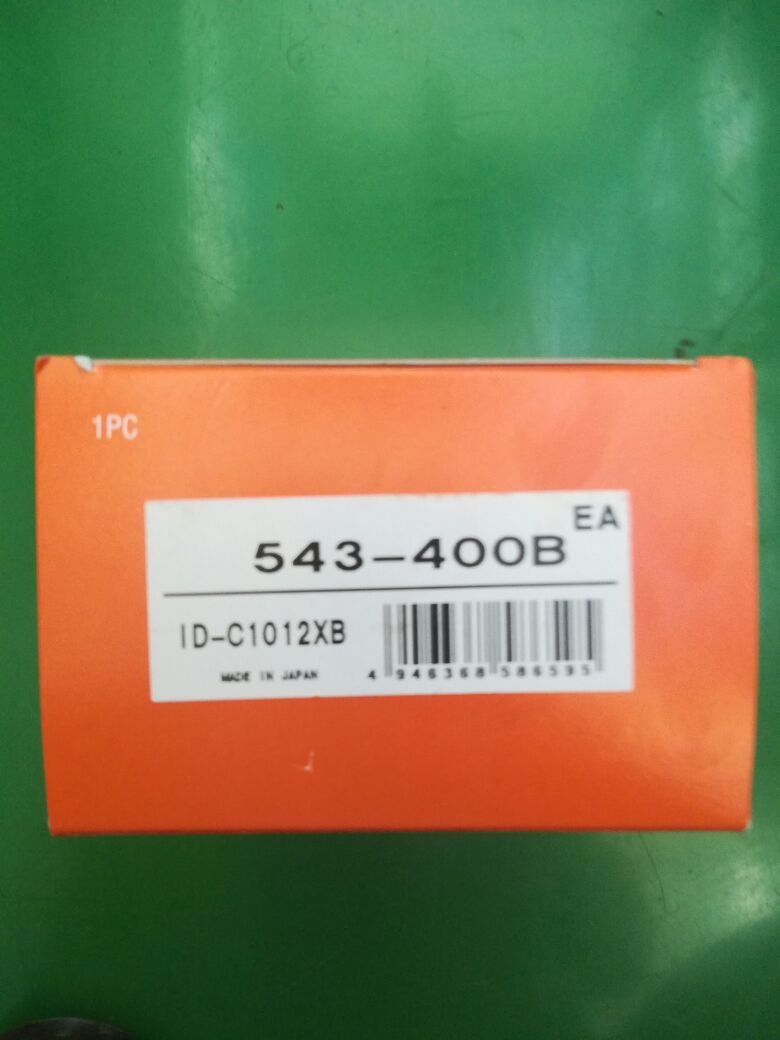 1PC
EA
543-400B
ID-C1012XB
MADE IN JAPAN
4 946368 586595